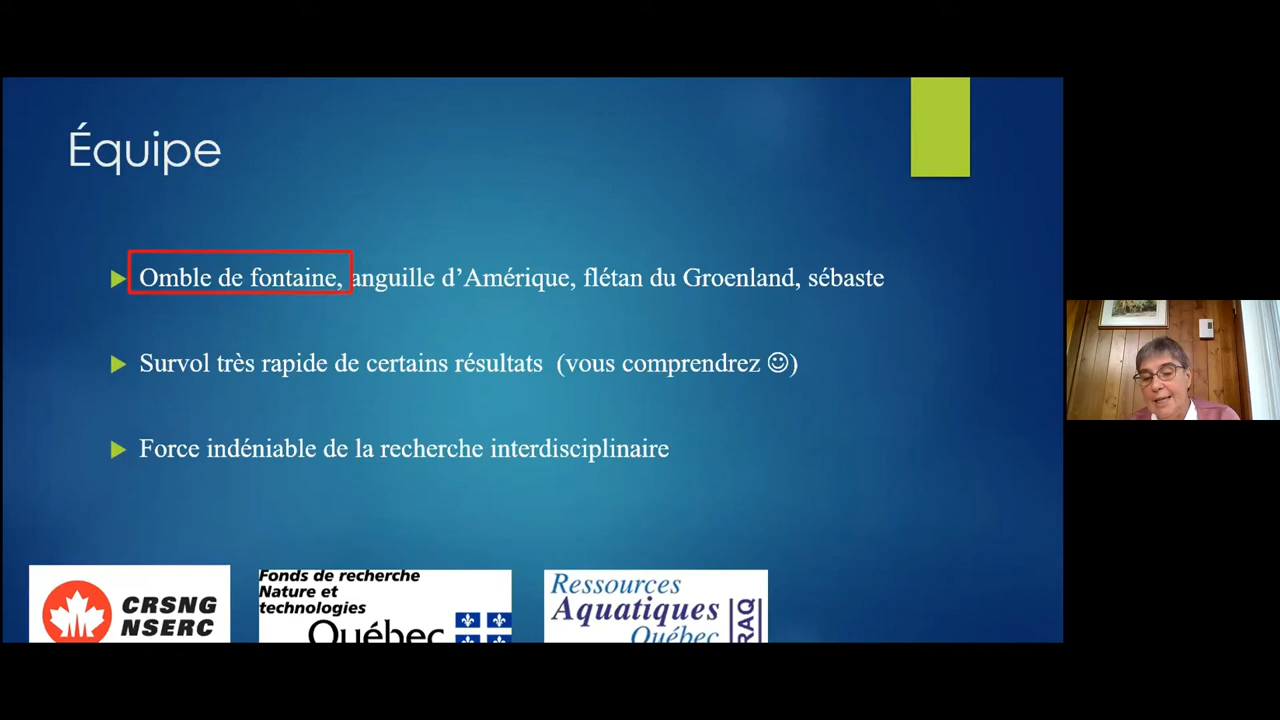 Équipe
Omble de fontaine, anguille d’Amérique, flétan du Groenland, sébaste
Survol très rapide de certains résultats (vous comprendrez ☺)
Force indéniable de la recherche interdisciplinaire
CRSNG
NSERC
Fonds de recherche
Nature et
technologies
Québec
Ressources
Aquatiques
Québec
RAQ